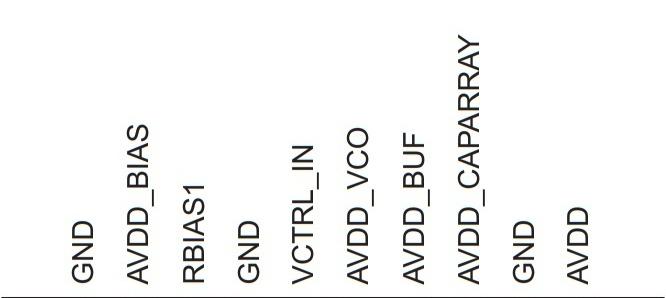 GND
AVDD_BIAS
RBIAS1
GND
VCTRL_IN
AVDD_VCO
AVDD_BUF
AVDD_CAPARRAY
GND
AVDD